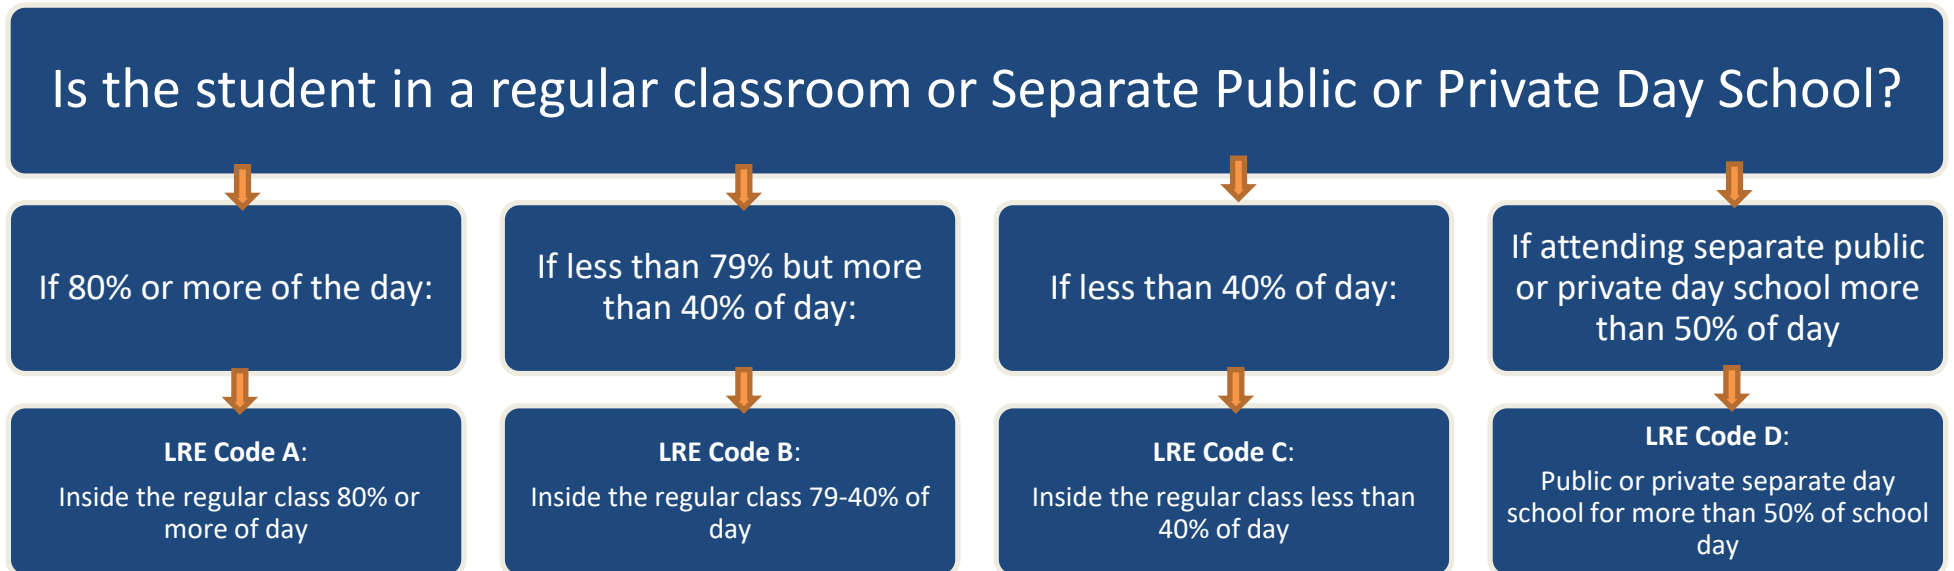 Is the student in a regular classroom or Separate Public or Private Day School?
If 80% or more of the day:
If less than 79% but more
than 40% of day:
If less than 40% of day:
If attending separate public
or private day school more
than 50% of day
LRE Code A:
Inside the regular class 80% or
more of day
LRE Code B:
Inside the regular class 79-40% of
day
LRE Code C:
Inside the regular class less than
40% of day
LRE Code D:
Public or private separate day
school for more than 50% of school
day